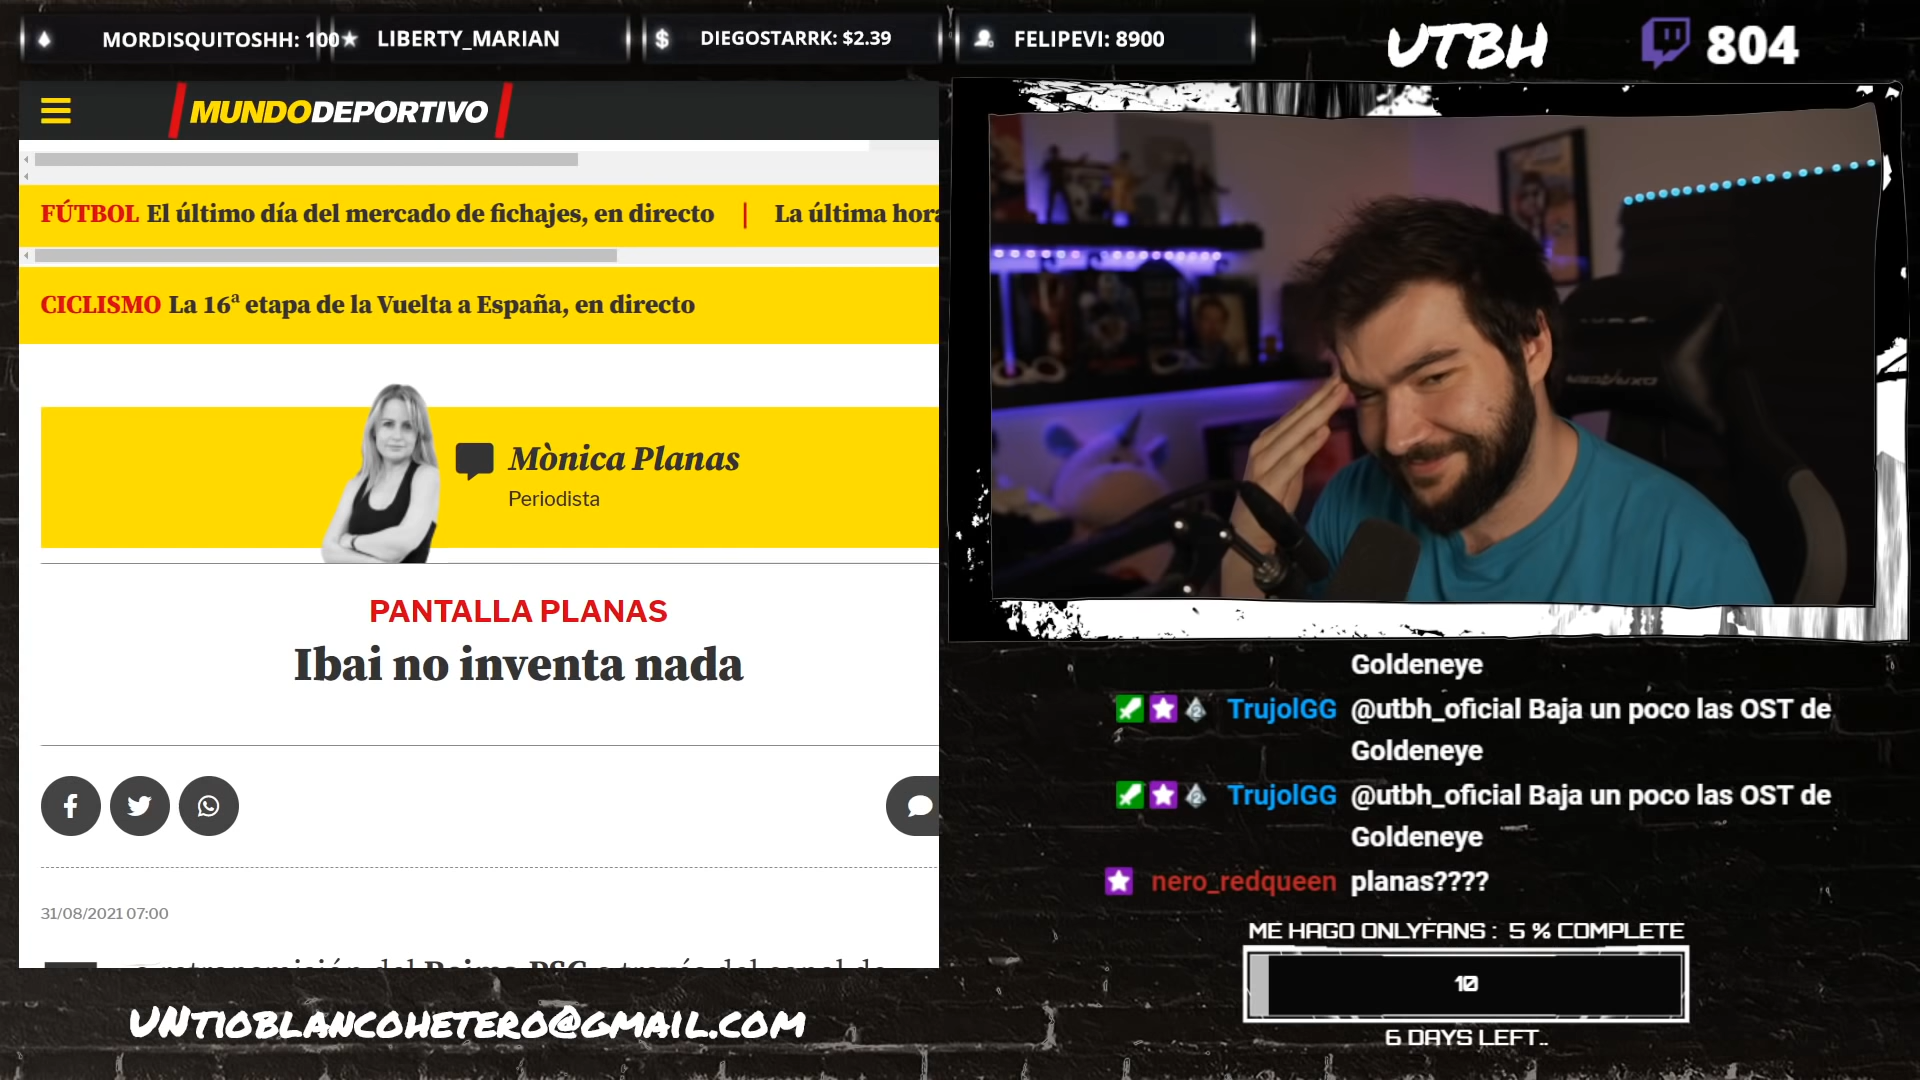 MORDISQUITOSHH: 100
LIBERTY_MARIAN
DIEGOSTARRK: $2.39
FELIPEVI: 8900
UTBH
804
MUNDODEPORTIVO
FÚTBOL El último día del mercado de fichajes, en directo | La última hora
CICLISMO La 16ª etapa de la Vuelta a España, en directo
Mònica Planas
Periodista
PANTALLA PLANAS
Ibai no inventa nada
31/08/2021 07:00
Goldeneye
TrujolGG @utbh_oficial Baja un poco las OST de
Goldeneye
TrujolGG @utbh_oficial Baja un poco las OST de
Goldeneye
nero_redqueen planas????
ME HAGO ONLYFANS : 5 % COMPLETE
10
6 DAYS LEFT..
UNTIOBLANCOHETERO@GMAIL.COM